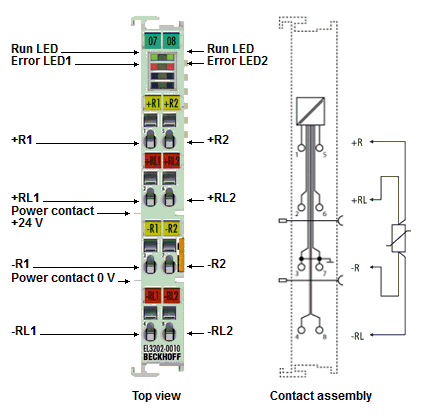 07 08
Run LED
Run LED
Error LED1
Error LED2
+R1 +R2
+R1
+R2
+RL1 +RL2
+RL1
+RL2
Power contact
+24 V
-R1 -R2
-R1
-R2
Power contact 0 V
-RL1 -RL2
-RL1
-RL2
EL3202-0010
BECKHOFF
Top view
1 5
+R
2 6
+RL
3 7
-R
4 8
-RL
Contact assembly